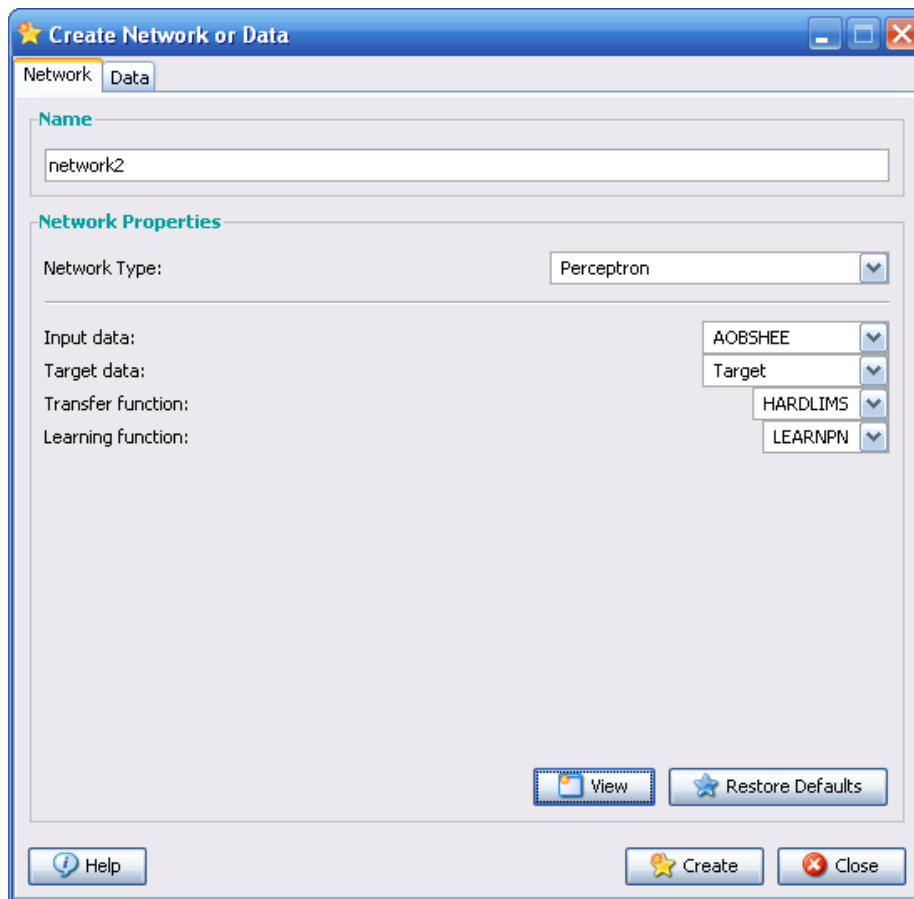 Create Network or Data
Network Data
Name
network2
Network Properties
Network Type: Perceptron
Input data: AOBSHEE
Target data: Target
Transfer function: HARDLIMS
Learning function: LEARNPN
View Restore Defaults
Help Create Close